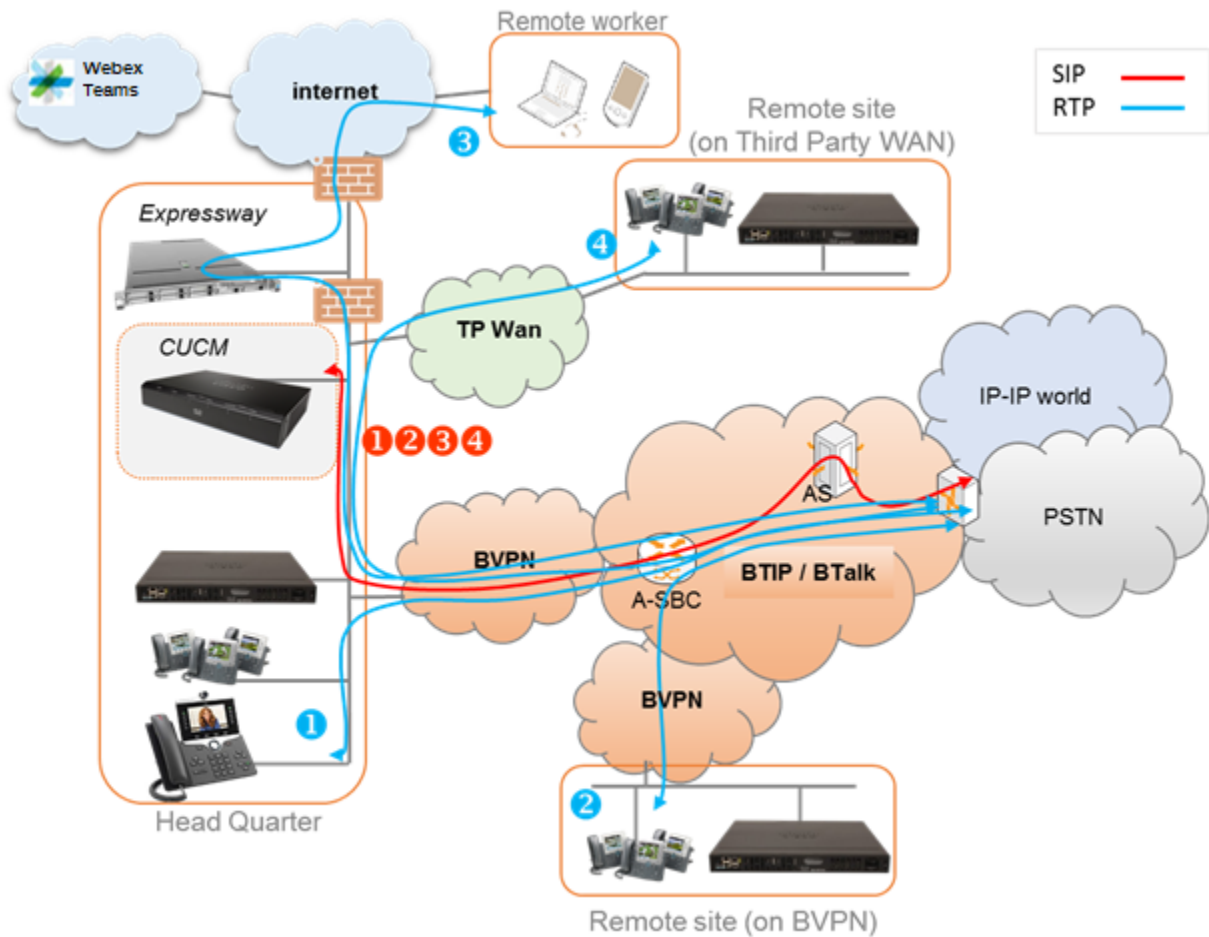 Remote worker
Webex
Teams
internet
SIP
RTP
3
Remote site
(on Third Party WAN)
Expressway
4
TP Wan
CUCM
IP-IP world
1 2 3 4
AS
PSTN
BVPN
BTIP / BTalk
A-SBC
BVPN
1
2
Head Quarter
Remote site (on BVPN)